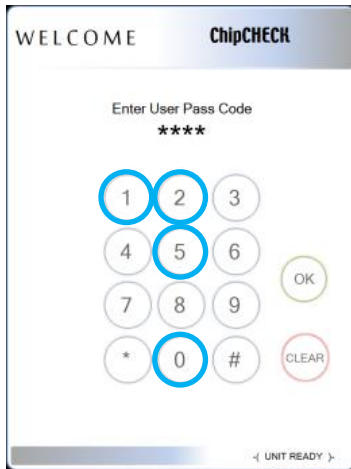 WELCOME ChipCHECK
Enter User Pass Code
****
1 2 3
4 5 6
OK
7 8 9
* 0 # CLEAR
-( UNIT READY )-